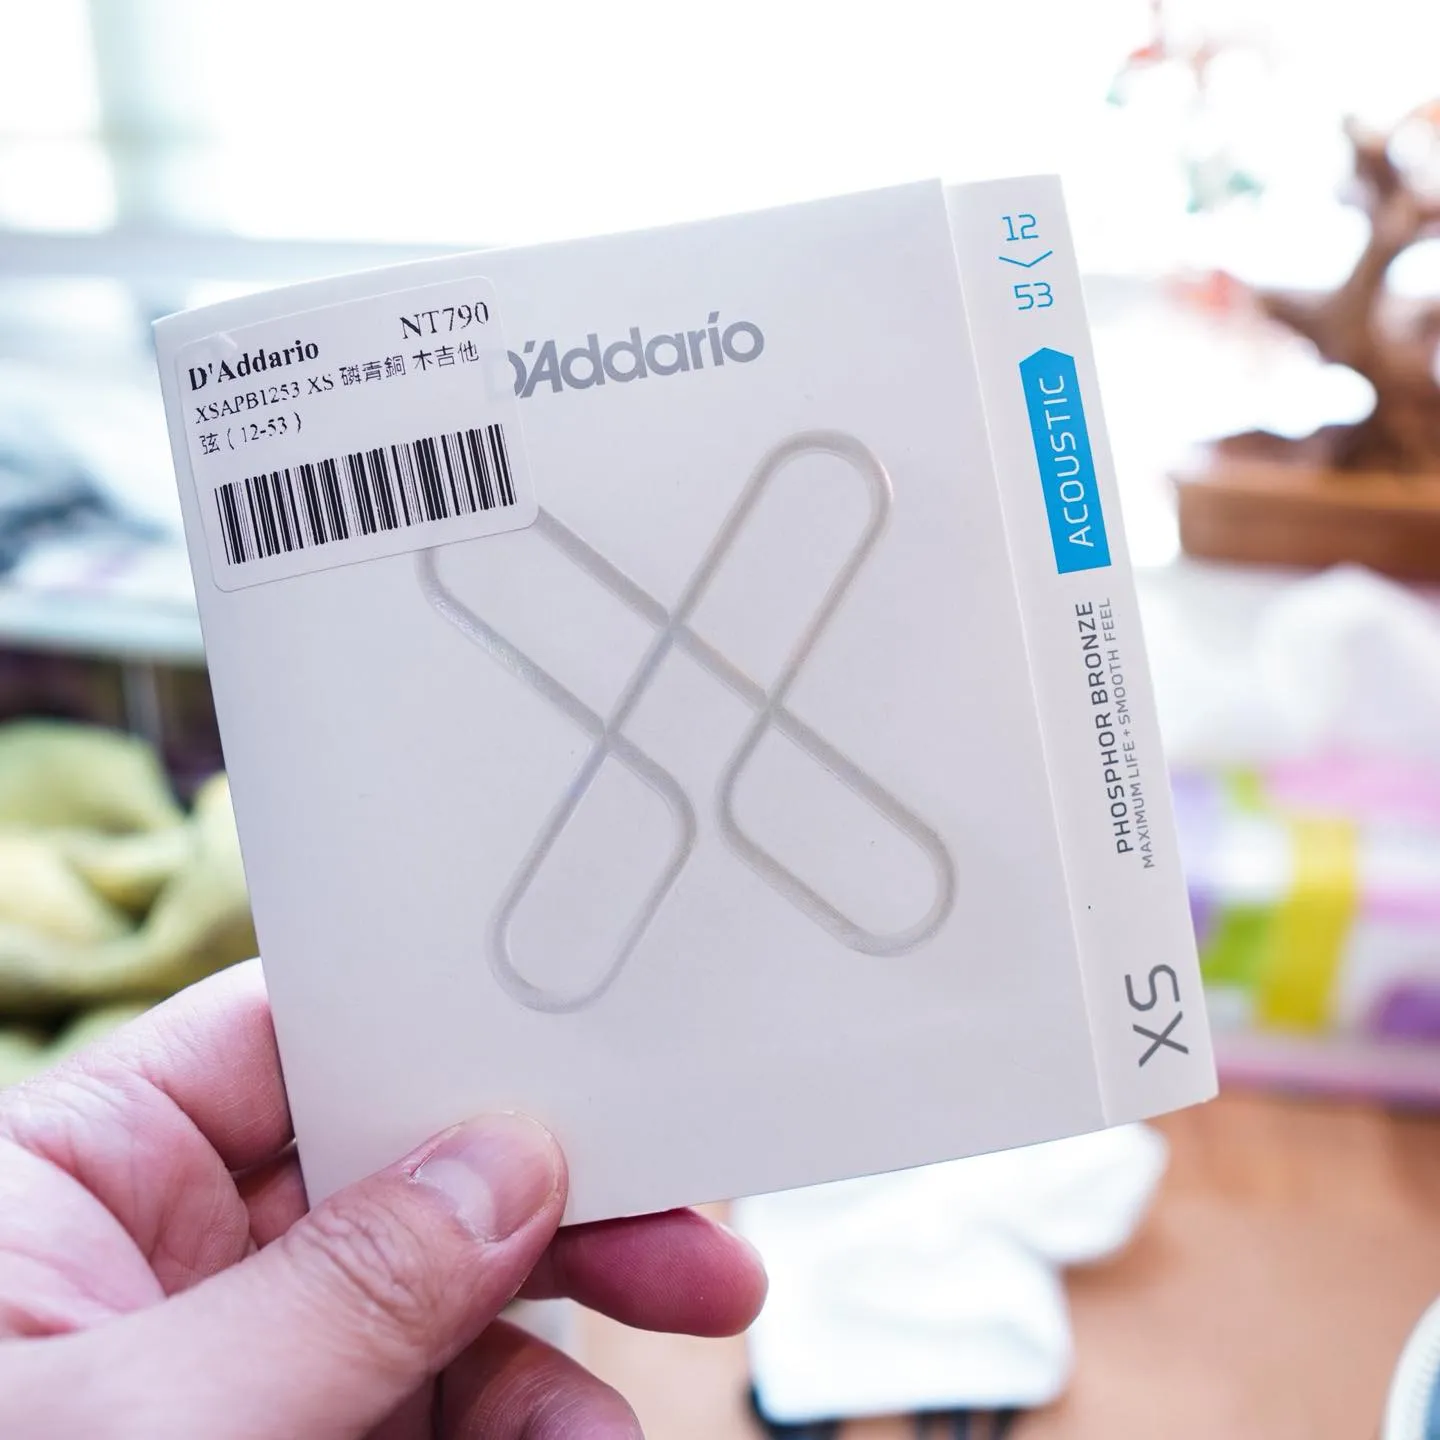 D'Addario NT790
XSAPB1253 XS 磷青銅 木吉他
弦（12-53）
D'Addarío
12
53
ACOUSTIC
PHOSPHOR BRONZE
MAXIMUM LIFE + SMOOTH FEEL
XS